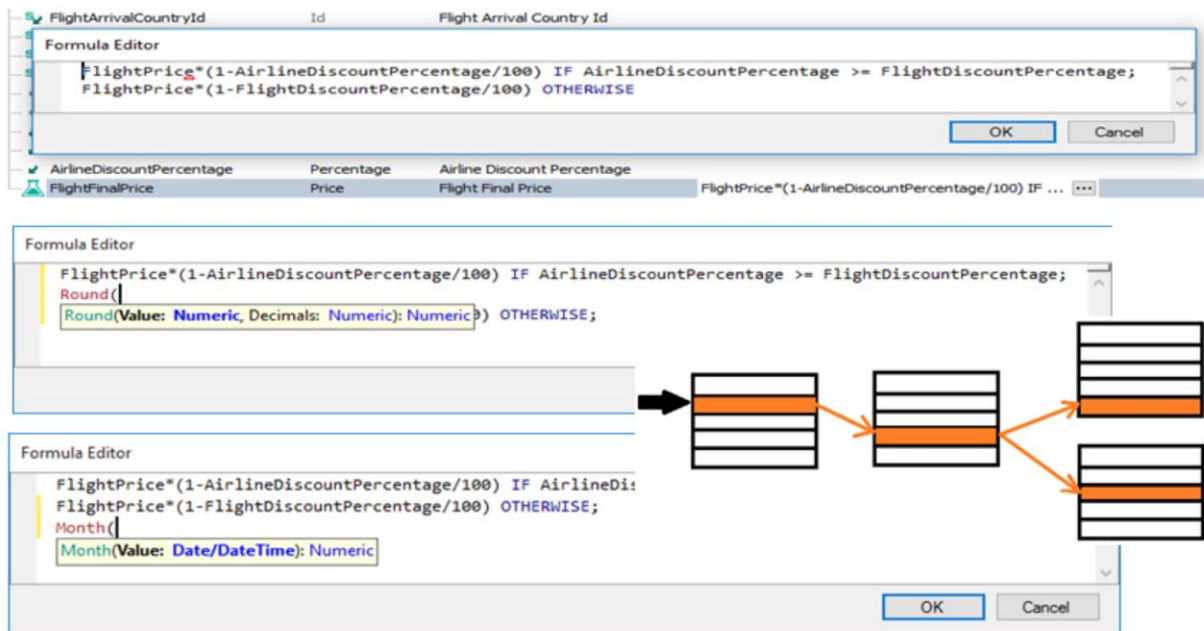 FlightArrivalCountryId Id Flight Arrival Country Id
Formula Editor
FlightPrice*(1-AirlineDiscountPercentage/100) IF AirlineDiscountPercentage >= FlightDiscountPercentage;
FlightPrice*(1-FlightDiscountPercentage/100) OTHERWISE
OK Cancel
AirlineDiscountPercentage Percentage Airline Discount Percentage
FlightFinalPrice Price Flight Final Price FlightPrice*(1-AirlineDiscountPercentage/100) IF ... ...
Formula Editor
FlightPrice*(1-AirlineDiscountPercentage/100) IF AirlineDiscountPercentage >= FlightDiscountPercentage;
Round(
Round(Value: Numeric, Decimals: Numeric): Numeric ) OTHERWISE;
Formula Editor
FlightPrice*(1-AirlineDiscountPercentage/100) IF AirlineDis
FlightPrice*(1-FlightDiscountPercentage/100) OTHERWISE;
Month(
Month(Value: Date/DateTime): Numeric
OK Cancel